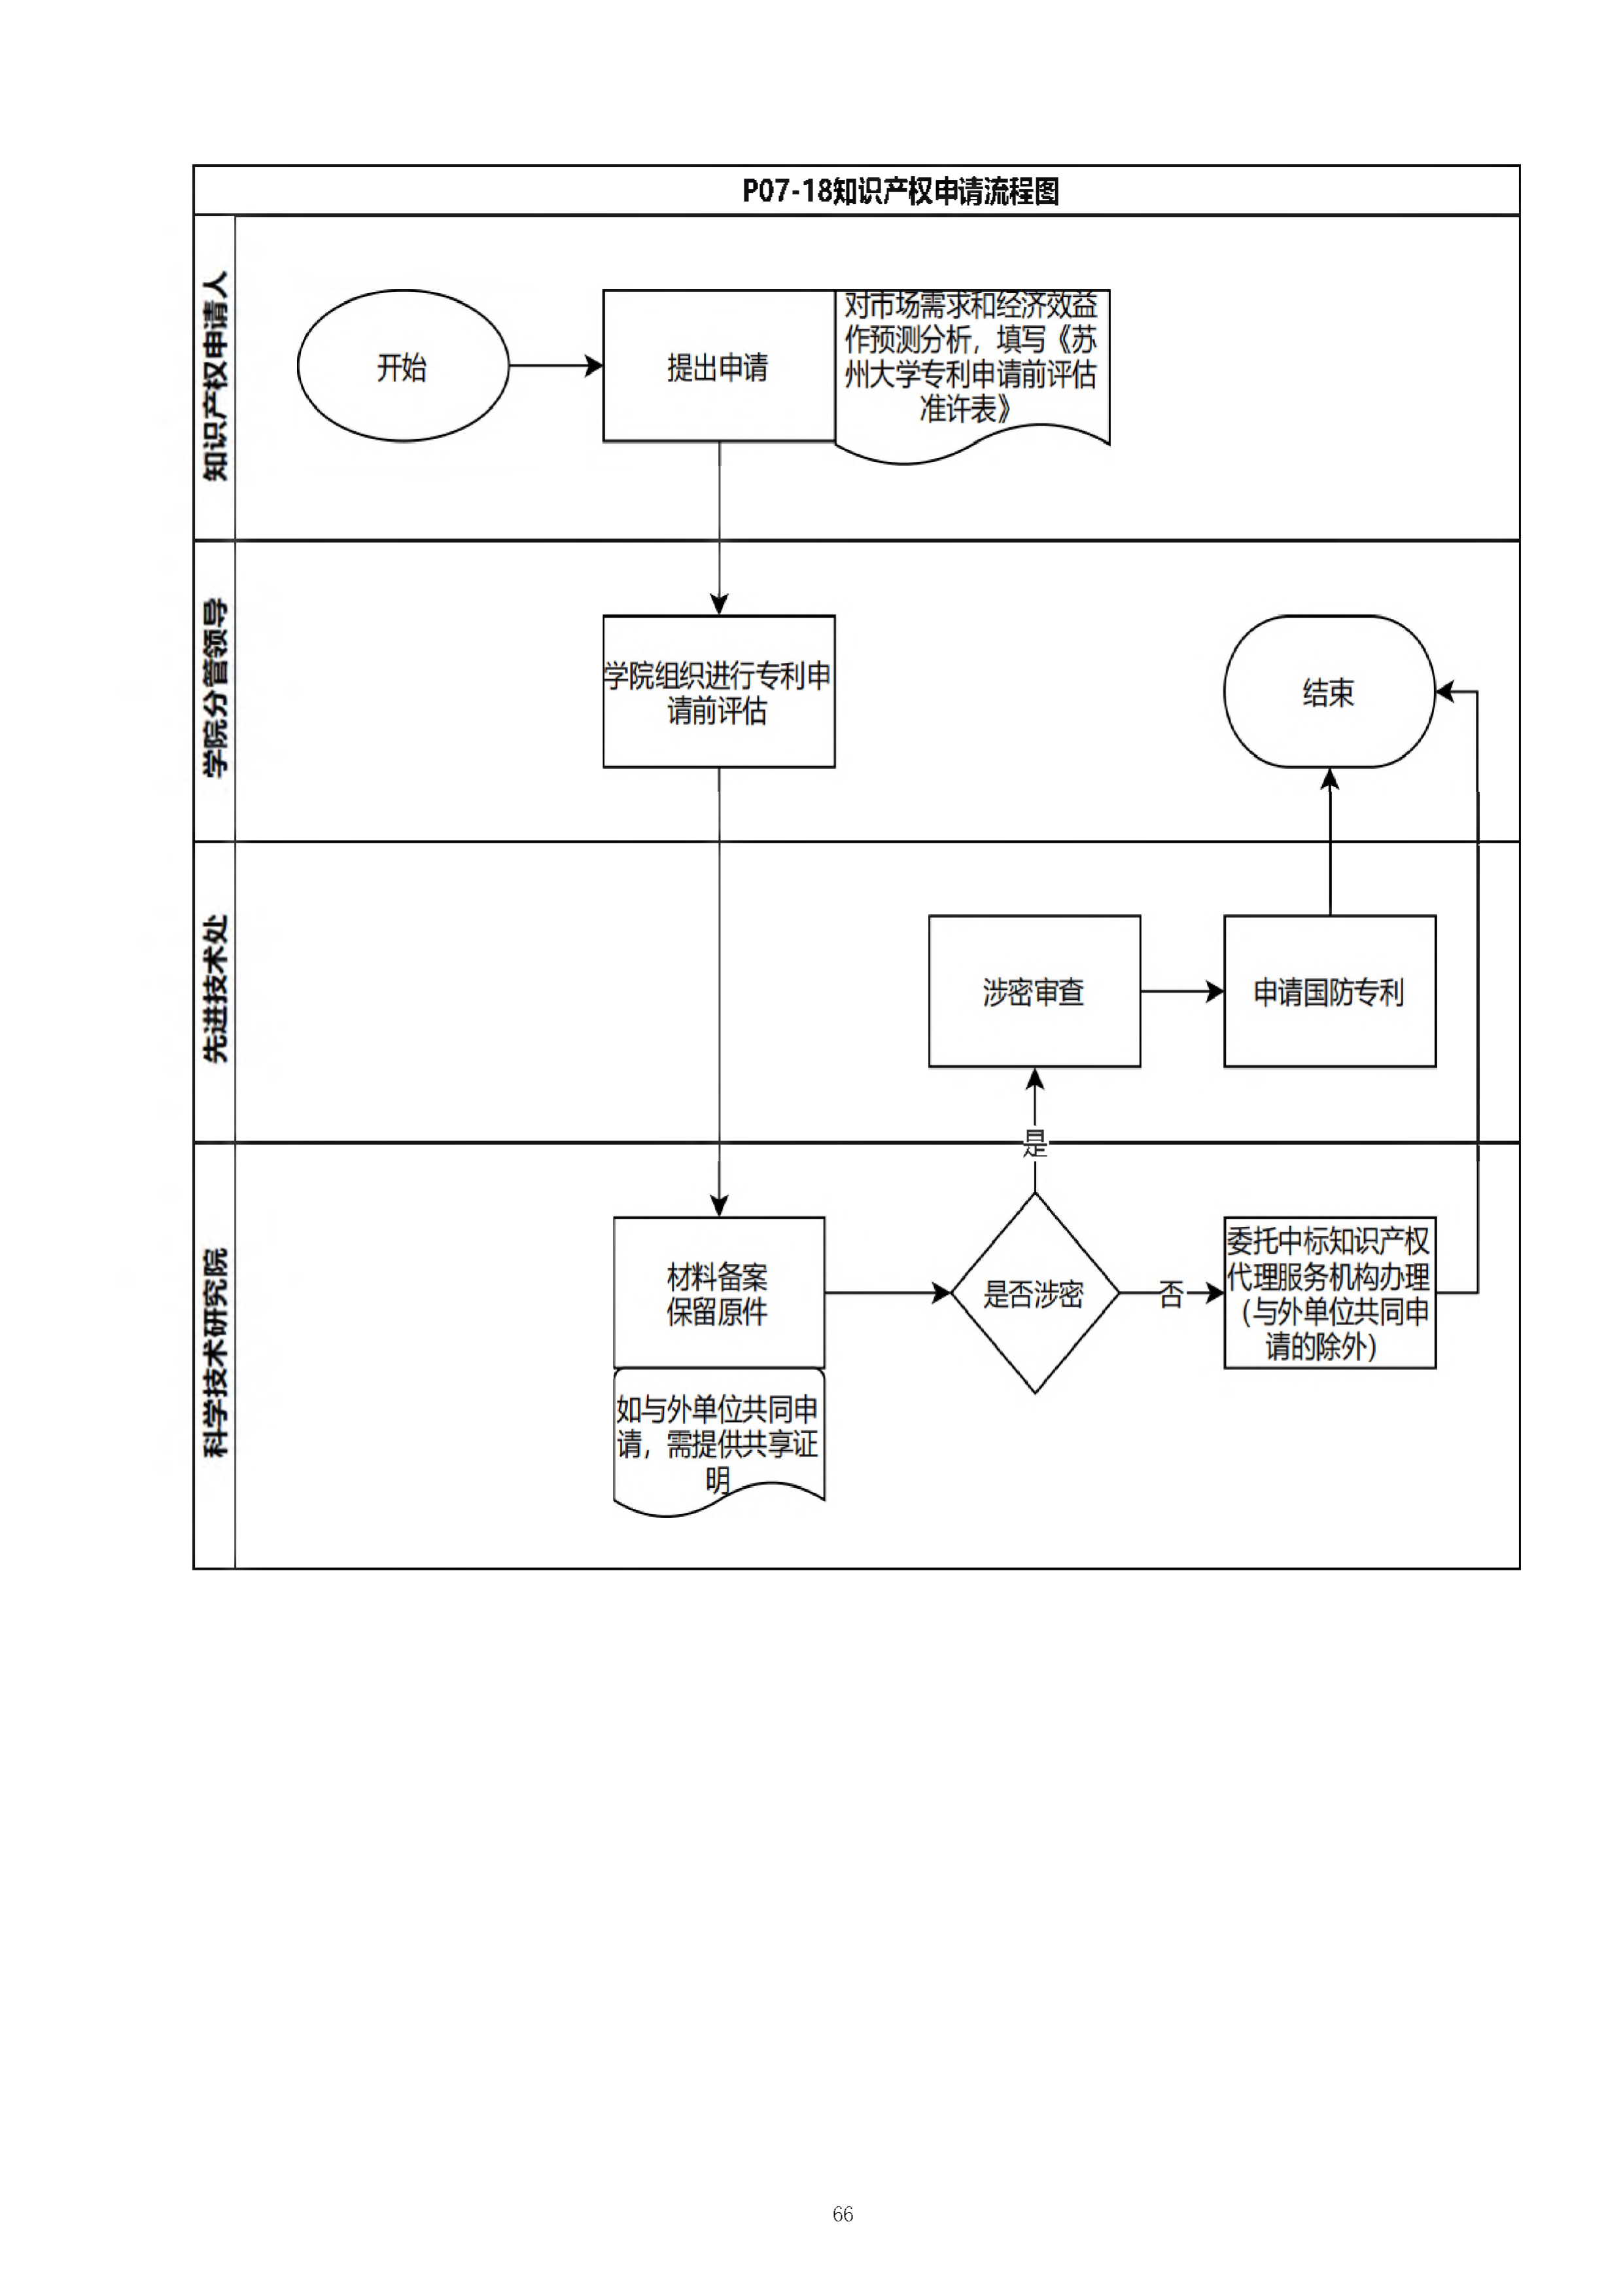 P07-18知识产权申请流程图
知识产权申请人
开始
提出申请
对市场需求和经济效益
作预测分析，填写《苏
州大学专利申请前评估
准许表》
学院分管领导
学院组织进行专利申
请前评估
结束
先进技术处
涉密审查
申请国防专利
是
科学技术研究院
材料备案
保留原件
是否涉密
否
委托中标知识产权
代理服务机构办理
（与外单位共同申
请的除外）
如与外单位共同申
请，需提供共享证
明
66